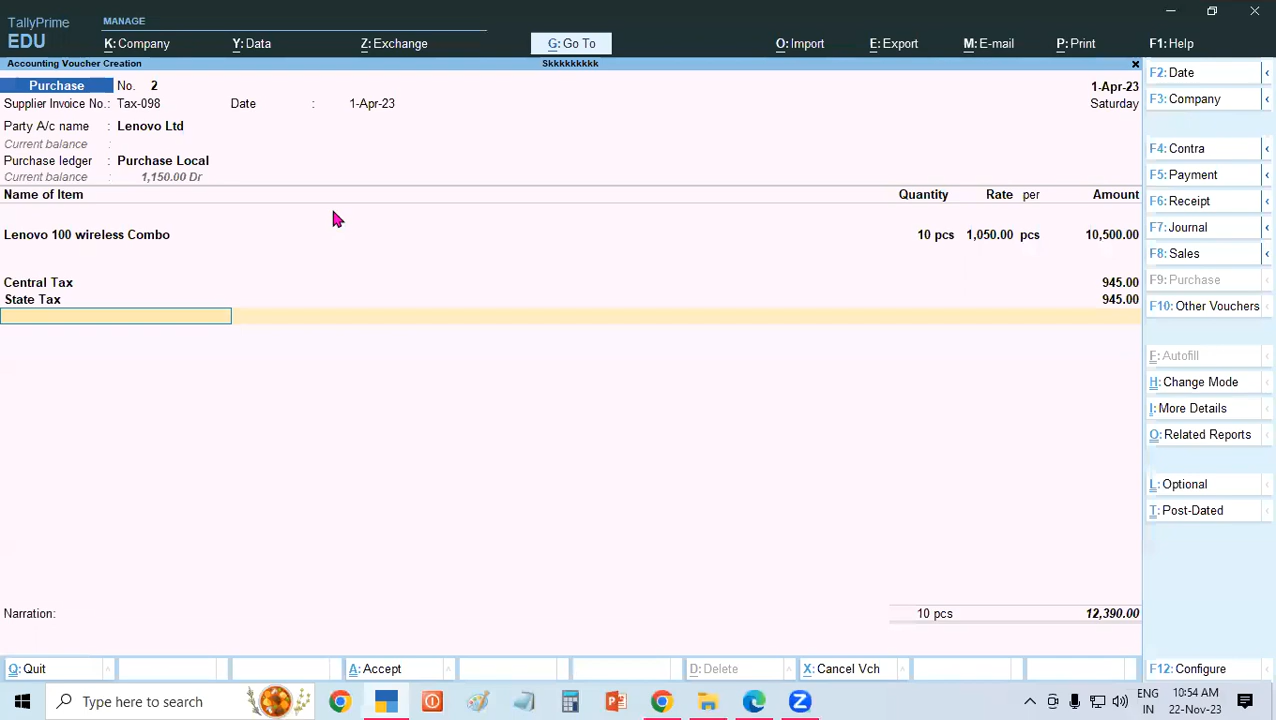 TallyPrime
EDU
MANAGE
K: Company
Y: Data
Z: Exchange
G: Go To
O: Import
E: Export
M: E-mail
P: Print
F1: Help
Accounting Voucher Creation
Skkkkkkkkk
Purchase No. 2
1-Apr-23
Supplier Invoice No.: Tax-098 Date : 1-Apr-23
Saturday
Party A/c name : Lenovo Ltd
Current balance :
Purchase ledger : Purchase Local
Current balance : 1,150.00 Dr
Name of Item Quantity Rate per Amount
Lenovo 100 wireless Combo 10 pcs 1,050.00 pcs 10,500.00
Central Tax 945.00
State Tax 945.00
Narration: 10 pcs 12,390.00
F2: Date
F3: Company
F4: Contra
F5: Payment
F6: Receipt
F7: Journal
F8: Sales
F9: Purchase
F10: Other Vouchers
F: Autofill
H: Change Mode
I: More Details
O: Related Reports
L: Optional
T: Post-Dated
Q: Quit
A: Accept
D: Delete
X: Cancel Vch
F12: Configure
Type here to search
ENG
IN
10:54 AM
22-Nov-23